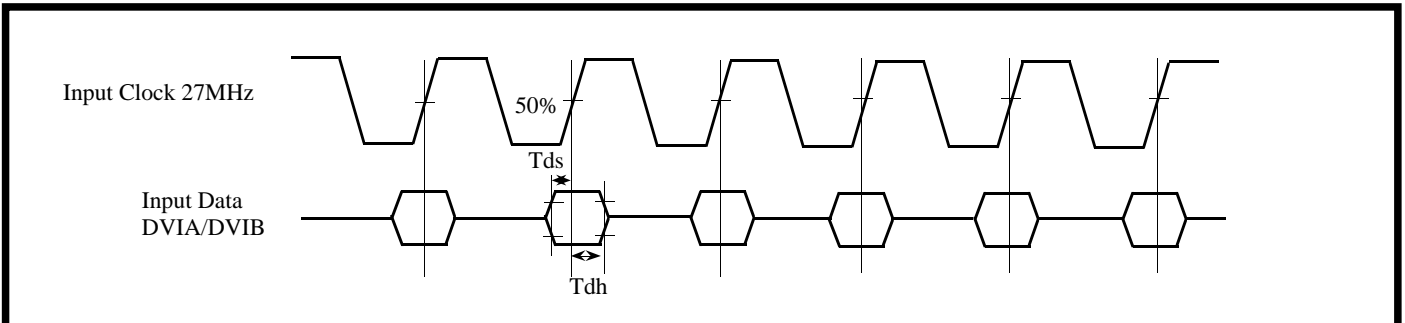 Input Clock 27MHz
50%
Tds
Input Data
DVIA/DVIB
Tdh